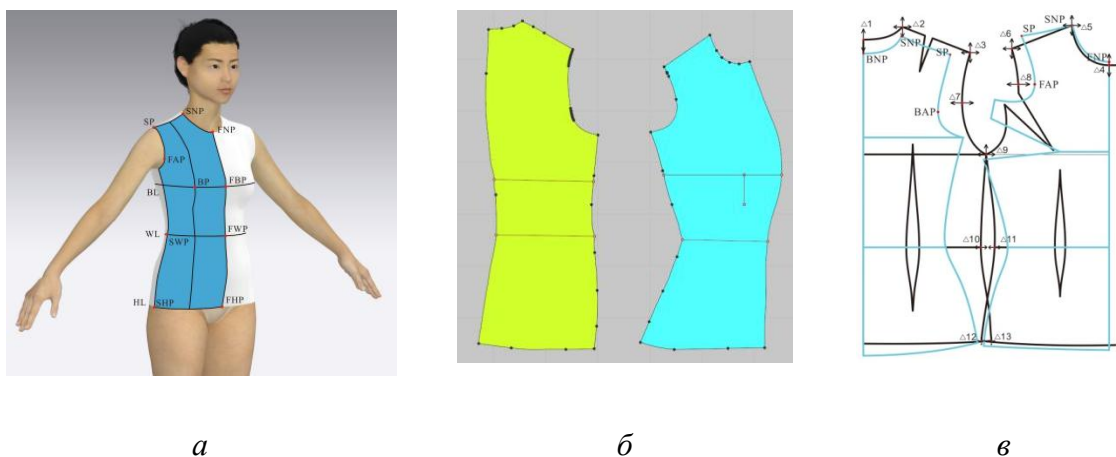 SNP
SP
FNP
FAP
BP
FBP
BL
WL
SWP
FWP
HL
SHP
FHP
△1
△2
SNP
BNP
SP
△3
△7
BAP
△6
SP
SNP
△5
FNP
△4
△8
FAP
△9
△10
△11
△12
△13
а
б
в